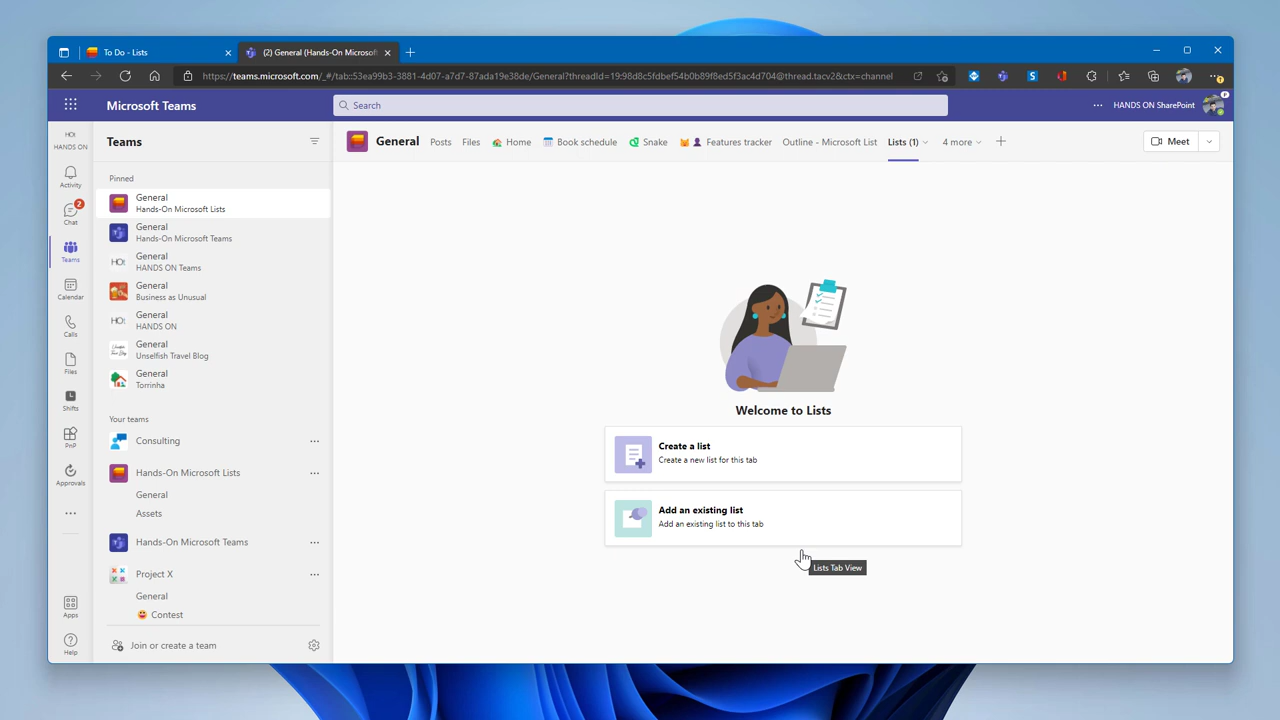 To Do - Lists
(2) General (Hands-On Microsof
https://teams.microsoft.com/_#/tab::53ea99b3-3881-4d07-a7d7-87ada19e38de/General?threadId=19:98d8c5fdbef54b0b89f8ed5f3ac4d704@thread.tacv2&ctx=channel
Microsoft Teams
Search
HANDS ON SharePoint
HO!
HANDS ON
Activity
2
Chat
Teams
Calendar
Calls
Files
Shifts
PnP
Approvals
Apps
Help
Teams
Pinned
General
Hands-On Microsoft Lists
General
Hands-On Microsoft Teams
HO!
General
HANDS ON Teams
General
Business as Unusual
HO!
General
HANDS ON
General
Unselfish Travel Blog
General
Torrinha
Your teams
Consulting
Hands-On Microsoft Lists
General
Assets
Hands-On Microsoft Teams
Project X
General
Contest
Join or create a team
General
Posts
Files
Home
Book schedule
Snake
Features tracker
Outline - Microsoft List
Lists (1)
4 more
Meet
Welcome to Lists
Create a list
Create a new list for this tab
Add an existing list
Add an existing list to this tab
Lists Tab View